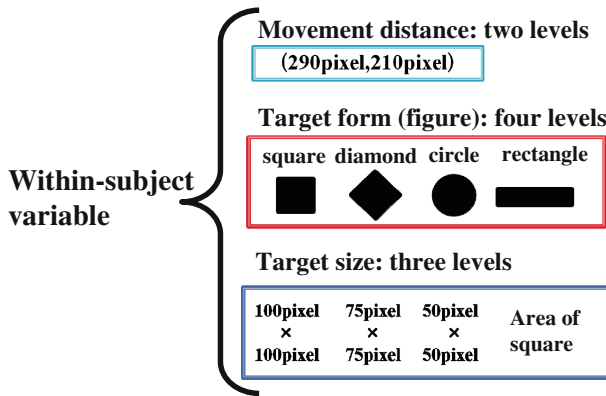 Movement distance: two levels
(290pixel,210pixel)
Target form (figure): four levels
square diamond circle rectangle
Within-subject
variable
Target size: three levels
100pixel 75pixel 50pixel
× × ×
100pixel 75pixel 50pixel
Area of
square